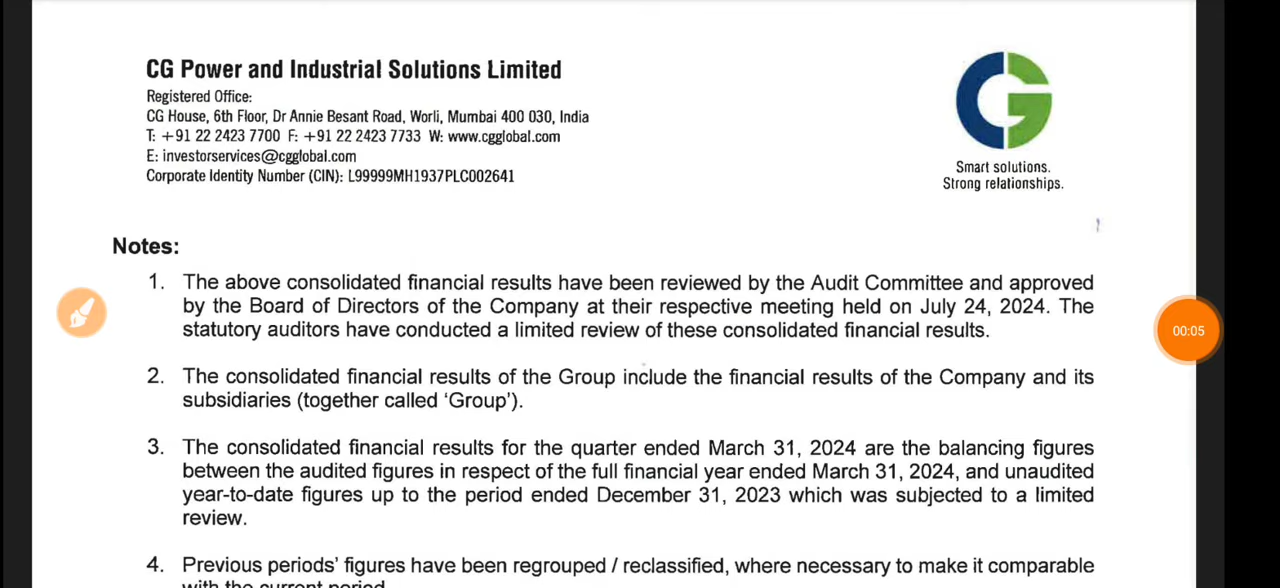 CG Power and Industrial Solutions Limited
Registered Office:
CG House, 6th Floor, Dr Annie Besant Road, Worli, Mumbai 400 030, India
T: +91 22 2423 7700 F: +91 22 2423 7733 W: www.cgglobal.com
E: investorservices@cgglobal.com
Corporate Identity Number (CIN): L99999MH1937PLC002641
Smart solutions.
Strong relationships.
Notes:
1. The above consolidated financial results have been reviewed by the Audit Committee and approved
by the Board of Directors of the Company at their respective meeting held on July 24, 2024. The
statutory auditors have conducted a limited review of these consolidated financial results.
00:05
2. The consolidated financial results of the Group include the financial results of the Company and its
subsidiaries (together called ‘Group’).
3. The consolidated financial results for the quarter ended March 31, 2024 are the balancing figures
between the audited figures in respect of the full financial year ended March 31, 2024, and unaudited
year-to-date figures up to the period ended December 31, 2023 which was subjected to a limited
review.
4. Previous periods’ figures have been regrouped / reclassified, where necessary to make it comparable
with the current period.